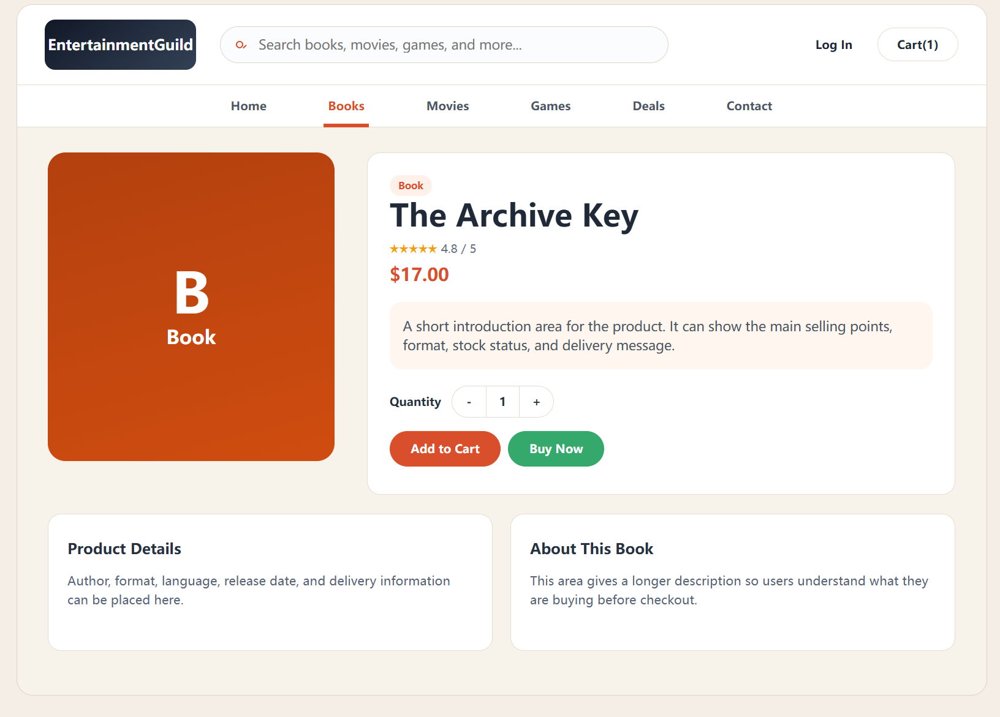 EntertainmentGuild
Search books, movies, games, and more...
Log In
Cart(1)
Home
Books
Movies
Games
Deals
Contact
B
Book
Book
The Archive Key
★★★★★ 4.8 / 5
$17.00
A short introduction area for the product. It can show the main selling points,
format, stock status, and delivery message.
Quantity
-
1
+
Add to Cart
Buy Now
Product Details
Author, format, language, release date, and delivery information
can be placed here.
About This Book
This area gives a longer description so users understand what they
are buying before checkout.